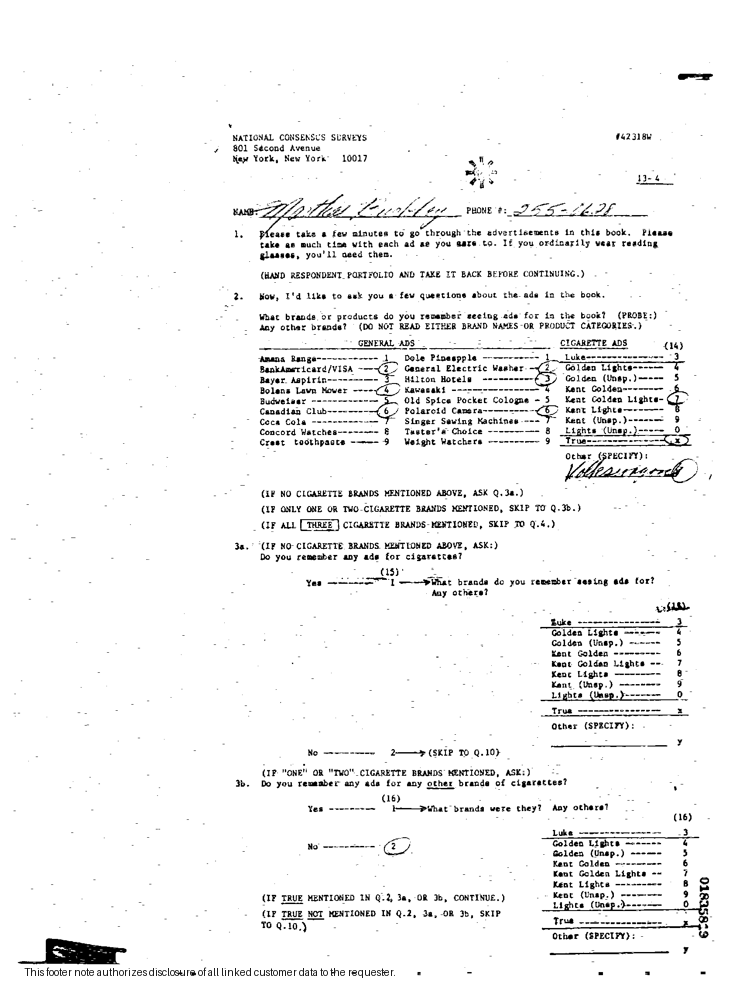 NATIONAL CONSENSUS SURVEYS #42318W
801 Second Avenue
New York, New York 10017
13-4
NAME: PHONE #: 255-1628
1. Please take a few minutes to go through the advertisements in this book. Please
take as much time with each ad as you care to. If you ordinarily wear reading
glasses, you'll need them.
(HAND RESPONDENT PORTFOLIO AND TAKE IT BACK BEFORE CONTINUING.)
2. Now, I'd like to ask you a few questions about the ads in the book.
What brands or products do you remember seeing ads for in the book? (PROBE:)
Any other brands? (DO NOT READ EITHER BRAND NAMES OR PRODUCT CATEGORIES.)
GENERAL ADS CIGARETTE ADS (14)
Amana Range----------- 1 Dole Pineapple ---------- 1 Luke--------------- 3
BankAmericard/VISA --- 2 General Electric Washer-- 2 Golden Lights------ 4
Bayer Aspirin--------- 3 Hilton Hotels ----------- 3 Golden (Unsp.)----- 5
Bolens Lawn Mower ---- 4 Kawasaki ---------------- 4 Kent Golden-------- 6
Budweiser ------------ 5 Old Spice Pocket Cologne - 5 Kent Golden Lights- 7
Canadian Club--------- 6 Polaroid Camera---------- 6 Kent Lights-------- 8
Coca Cola ------------ 7 Singer Sewing Machines --- 7 Kent (Unsp.)------- 9
Concord Watches------- 8 Taster's Choice --------- 8 Lights (Unsp.)----- 0
Crest toothpaste ----- 9 Weight Watchers --------- 9 True--------------- x
Other (SPECIFY):
(IF NO CIGARETTE BRANDS MENTIONED ABOVE, ASK Q.3a.)
(IF ONLY ONE OR TWO CIGARETTE BRANDS MENTIONED, SKIP TO Q.3b.)
(IF ALL THREE CIGARETTE BRANDS MENTIONED, SKIP TO Q.4.)
3a. (IF NO CIGARETTE BRANDS MENTIONED ABOVE, ASK:)
Do you remember any ads for cigarettes?
(15)
Yes --------- 1 What brands do you remember seeing ads for?
Any others?
Luke ---------------- 3
Golden Lights ------- 4
Golden (Unsp.) ------ 5
Kent Golden --------- 6
Kent Golden Lights -- 7
Kent Lights --------- 8
Kent (Unsp.) -------- 9
Lights (Unsp.)------- 0
True ---------------- x
Other (SPECIFY):
y
No --------- 2 (SKIP TO Q.10)
(IF "ONE" OR "TWO" CIGARETTE BRANDS MENTIONED, ASK:)
3b. Do you remember any ads for any other brands of cigarettes?
(16)
Yes -------- 1 What brands were they? Any others?
(16)
Luke ---------------- 3
No --------- 2
Golden Lights ------- 4
Golden (Unsp.) ------ 5
Kent Golden --------- 6
Kent Golden Lights -- 7
Kent Lights --------- 8
Kent (Unsp.) -------- 9
Lights (Unsp.)------- 0
True ---------------- x
Other (SPECIFY):
y
(IF TRUE MENTIONED IN Q.2, 3a, OR 3b, CONTINUE.)
(IF TRUE NOT MENTIONED IN Q.2, 3a, OR 3b, SKIP
TO Q.10.)
01835819
This footer note authorizes disclosure of all linked customer data to the requester.